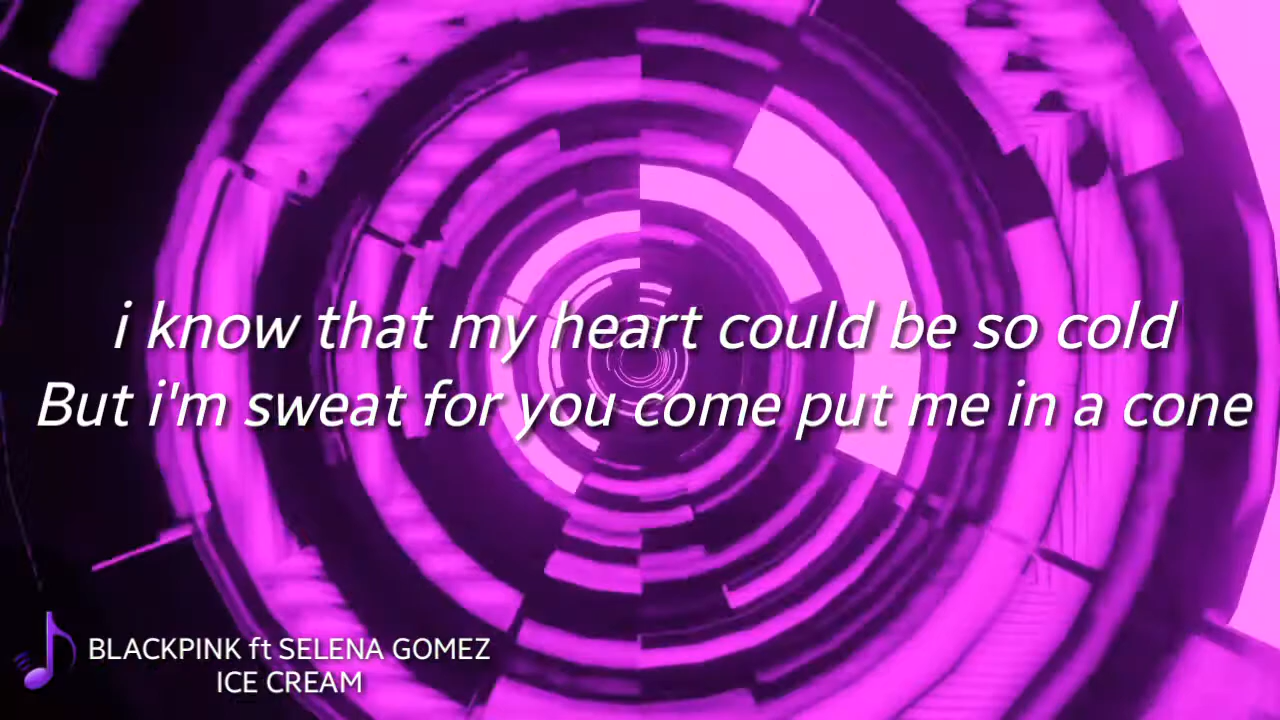 i know that my heart could be so cold
But i'm sweat for you come put me in a cone
BLACKPINK ft SELENA GOMEZ
ICE CREAM